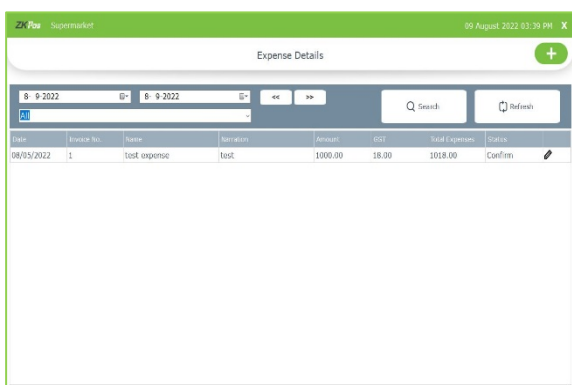 ZKPos Supermarket 09 August 2022 03:39 PM X
Expense Details +
8- 9-2022 8- 9-2022 << >> Search Refresh
All
Date Invoice No. Name Narration Amount GST Total Expenses Status
08/05/2022 1 test expense test 1000.00 18.00 1018.00 Confirm